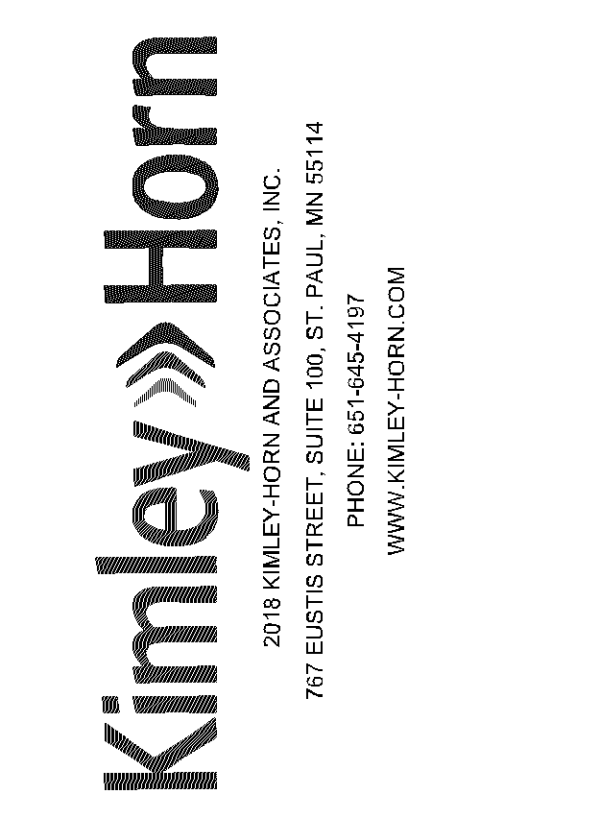 Kimley»Horn
2018 KIMLEY-HORN AND ASSOCIATES, INC.
767 EUSTIS STREET, SUITE 100, ST. PAUL, MN 55114
PHONE: 651-645-4197
WWW.KIMLEY-HORN.COM